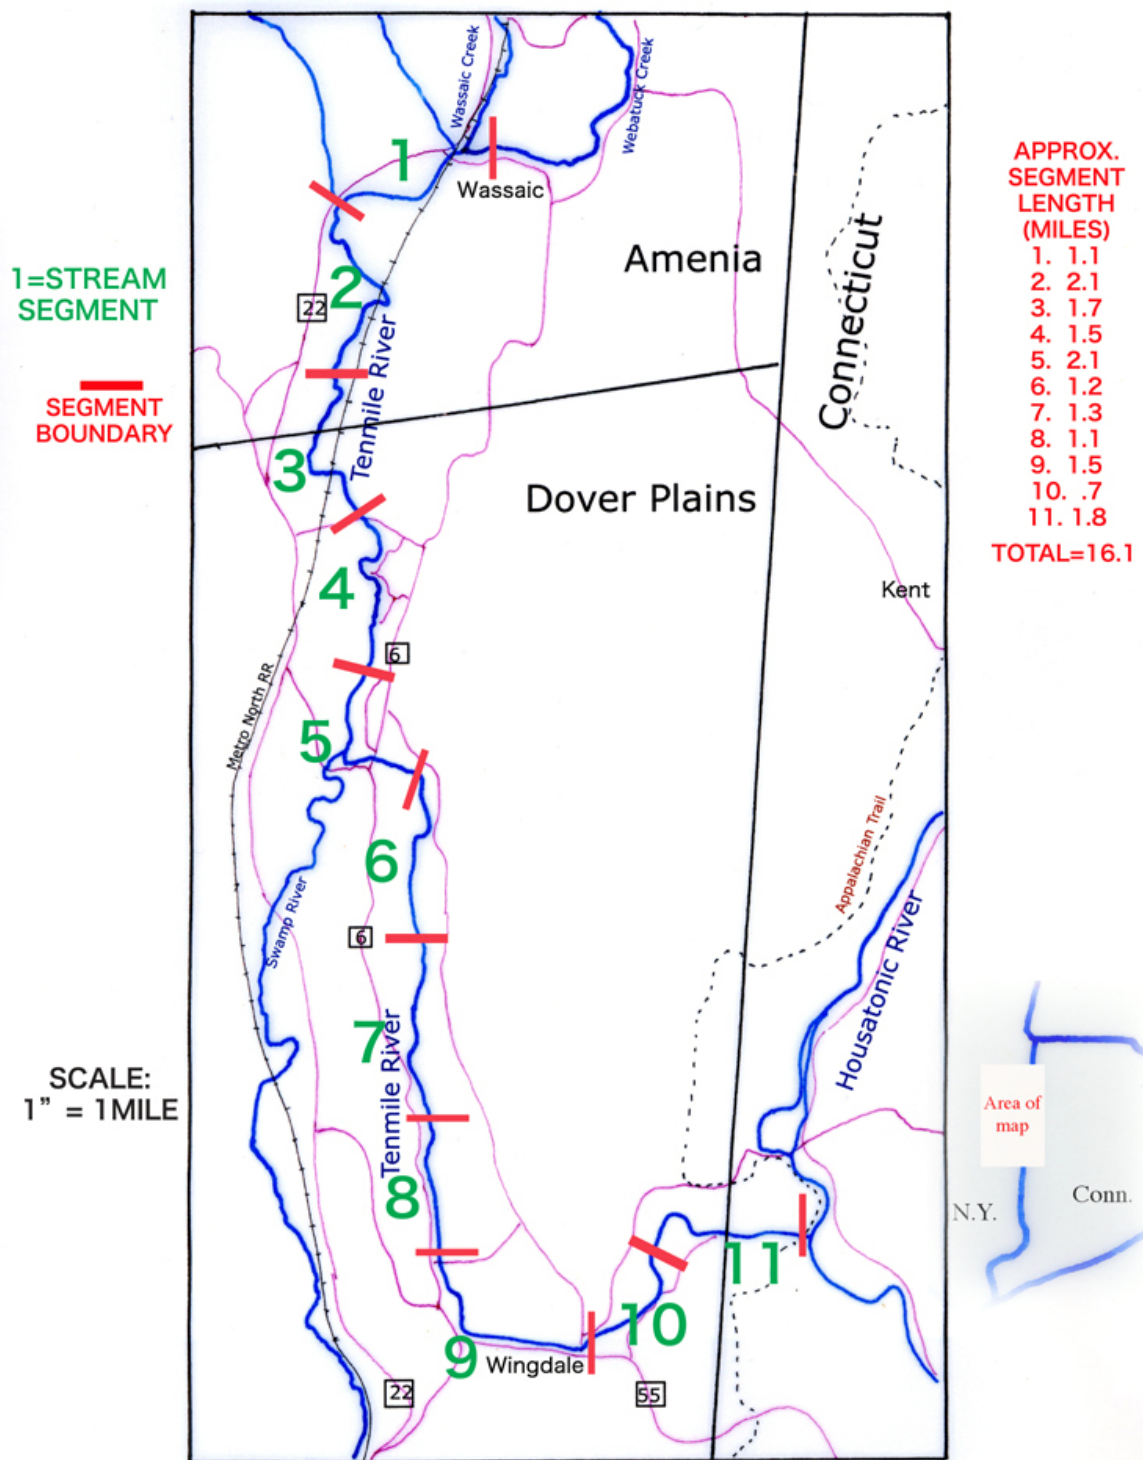 Wassaic Creek
Webatuck Creek
1
Wassaic
APPROX.
SEGMENT
LENGTH
(MILES)
1. 1.1
2. 2.1
3. 1.7
4. 1.5
5. 2.1
6. 1.2
7. 1.3
8. 1.1
9. 1.5
10. .7
11. 1.8
TOTAL=16.1
Amenia
Connecticut
1=STREAM
SEGMENT
2
22
SEGMENT
BOUNDARY
Tenmile River
3
Dover Plains
4
Kent
6
Metro North RR
5
Appalachian Trail
6
Swamp River
6
Housatonic River
7
Tenmile River
SCALE:
1” = 1MILE
Area of
map
8
N.Y.
Conn.
11
10
9
Wingdale
22
55